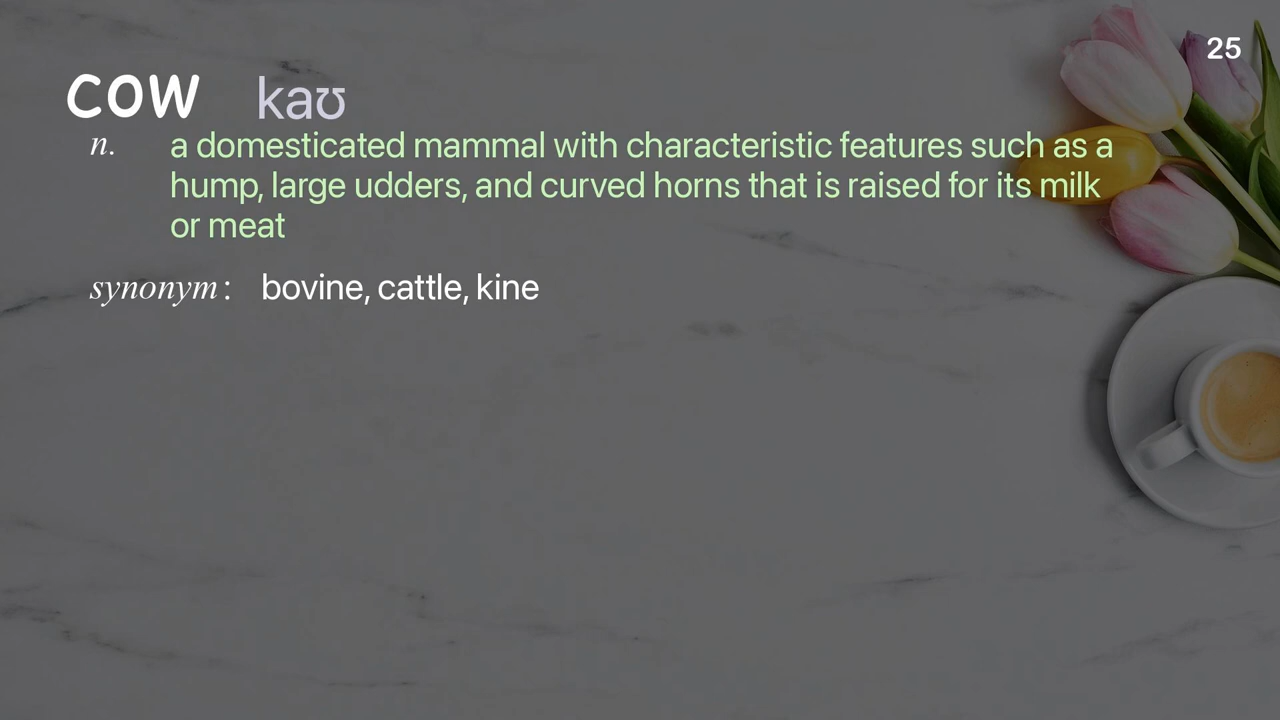 25
cow kaʊ
n. a domesticated mammal with characteristic features such as a
hump, large udders, and curved horns that is raised for its milk
or meat
synonym: bovine, cattle, kine